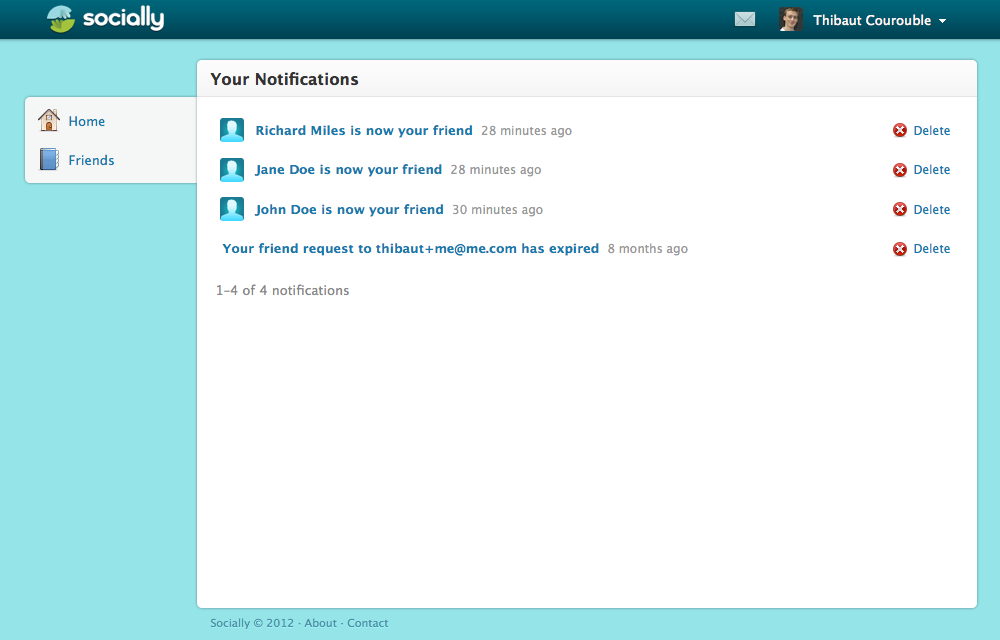 socially
Thibaut Courouble
Your Notifications
Home
Friends
Richard Miles is now your friend 28 minutes ago Delete
Jane Doe is now your friend 28 minutes ago Delete
John Doe is now your friend 30 minutes ago Delete
Your friend request to thibaut+me@me.com has expired 8 months ago Delete
1–4 of 4 notifications
Socially © 2012 · About · Contact